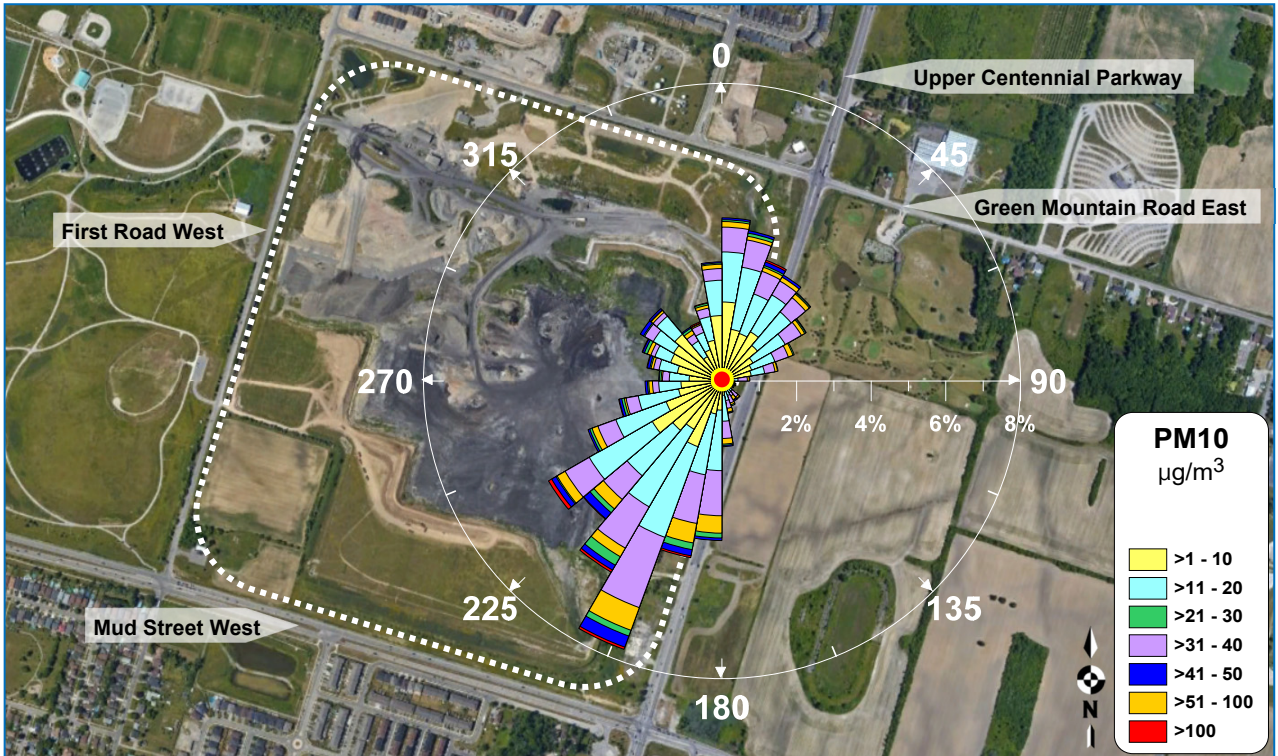 0
Upper Centennial Parkway
315
45
Green Mountain Road East
First Road West
270
90
2%
4%
6%
8%
PM10
µg/m³
>1 - 10
>11 - 20
>21 - 30
>31 - 40
>41 - 50
>51 - 100
>100
225
135
Mud Street West
180
N